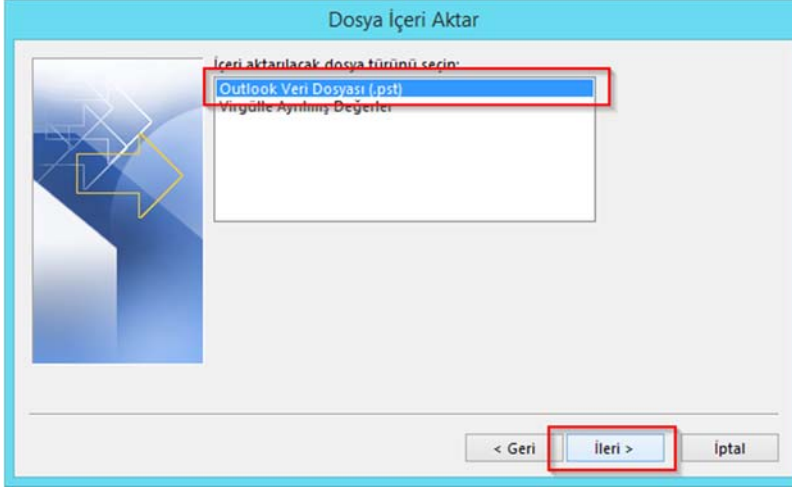 Dosya İçeri Aktar
İçeri aktarılacak dosya türünü seçin:
Outlook Veri Dosyası (.pst)
Virgülle Ayrılmış Değerler
< Geri
İleri >
İptal